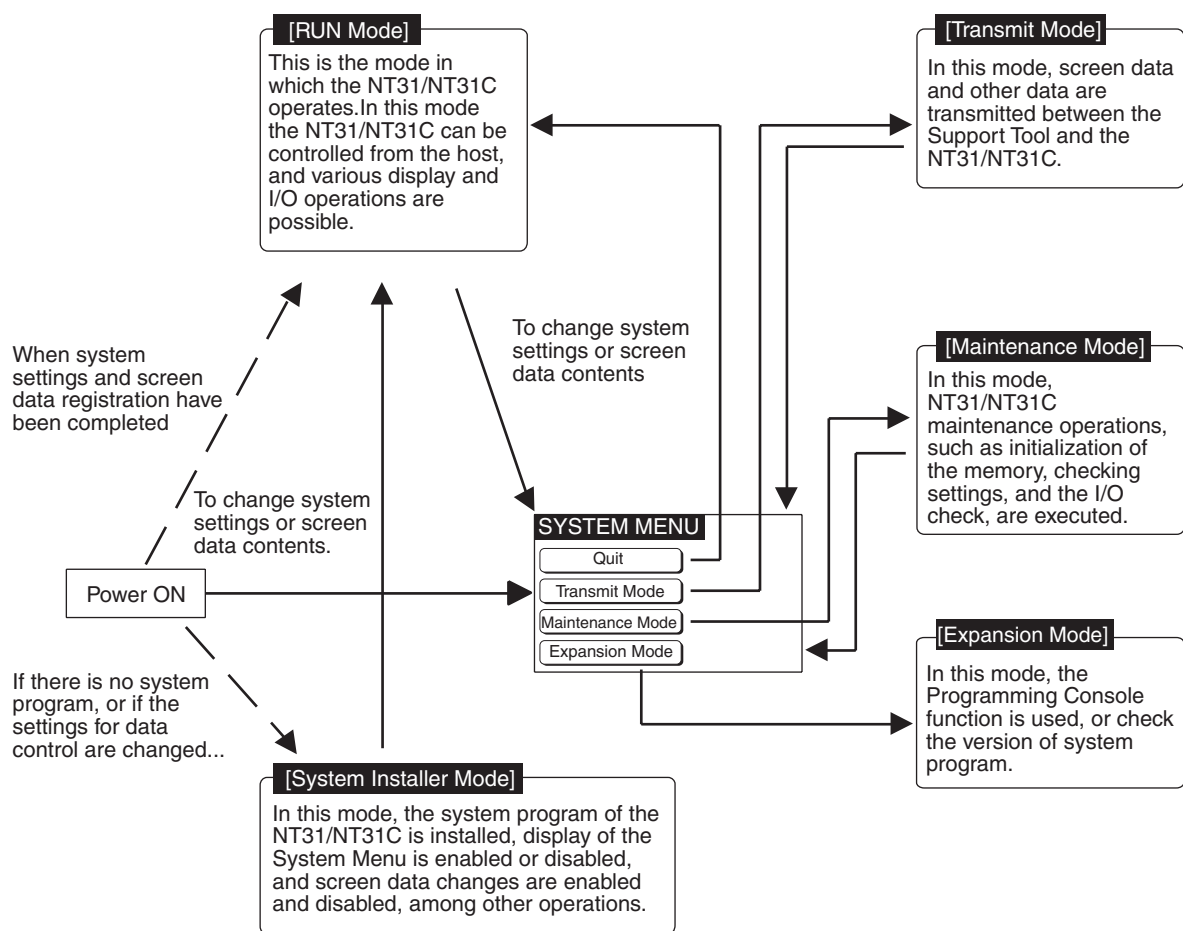 [RUN Mode]
This is the mode in
which the NT31/NT31C
operates.In this mode
the NT31/NT31C can be
controlled from the host,
and various display and
I/O operations are
possible.
[Transmit Mode]
In this mode, screen data
and other data are
transmitted between the
Support Tool and the
NT31/NT31C.
To change system
settings or screen
data contents
When system
settings and screen
data registration have
been completed
[Maintenance Mode]
In this mode,
NT31/NT31C
maintenance operations,
such as initialization of
the memory, checking
settings, and the I/O
check, are executed.
To change system
settings or screen
data contents.
SYSTEM MENU
Quit
Transmit Mode
Maintenance Mode
Expansion Mode
Power ON
[Expansion Mode]
In this mode, the
Programming Console
function is used, or check
the version of system
program.
If there is no system
program, or if the
settings for data
control are changed...
[System Installer Mode]
In this mode, the system program of the
NT31/NT31C is installed, display of the
System Menu is enabled or disabled,
and screen data changes are enabled
and disabled, among other operations.